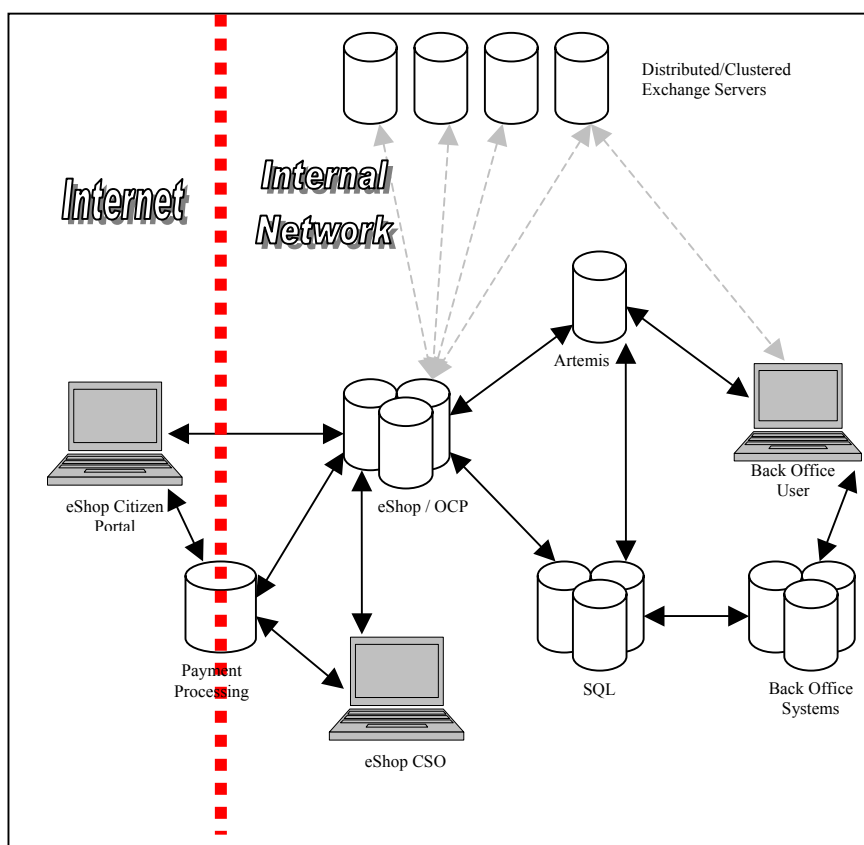 Distributed/Clustered
Exchange Servers
Internet
Internal
Network
Artemis
eShop Citizen
Portal
eShop / OCP
Back Office
User
Payment
Processing
eShop CSO
SQL
Back Office
Systems